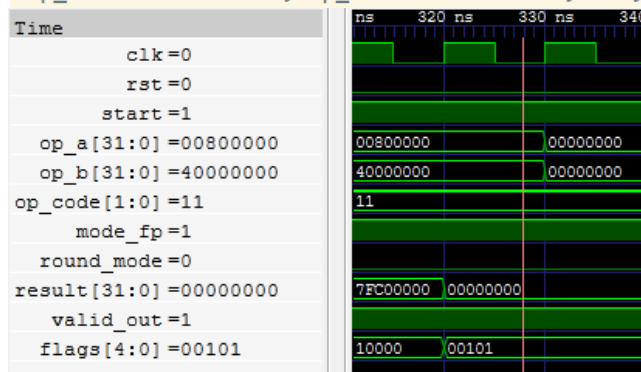 Time
ns 320 ns 330 ns 340
clk=0
rst=0
start=1
op_a[31:0]=00800000 00800000 00000000
op_b[31:0]=40000000 40000000 00000000
op_code[1:0]=11 11
mode_fp=1
round_mode=0
result[31:0]=00000000 7FC00000 00000000
valid_out=1
flags[4:0]=00101 10000 00101